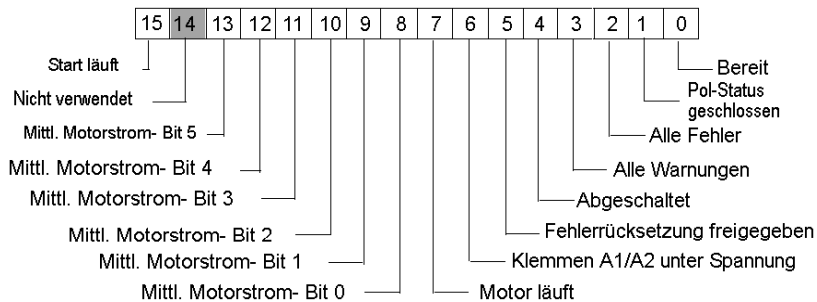 15 14 13 12 11 10 9 8 7 6 5 4 3 2 1 0
Start läuft
Bereit
Nicht verwendet
Pol-Status
geschlossen
Mittl. Motorstrom- Bit 5
Alle Fehler
Mittl. Motorstrom- Bit 4
Alle Warnungen
Mittl. Motorstrom- Bit 3
Abgeschaltet
Mittl. Motorstrom- Bit 2
Fehlerrücksetzung freigegeben
Mittl. Motorstrom- Bit 1
Klemmen A1/A2 unter Spannung
Mittl. Motorstrom- Bit 0
Motor läuft